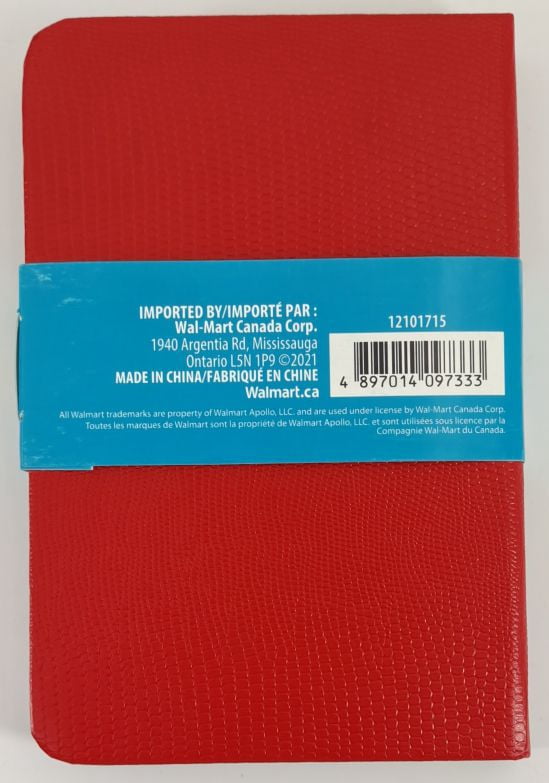 IMPORTED BY/IMPORTÉ PAR :
Wal-Mart Canada Corp.
1940 Argentia Rd, Mississauga
Ontario L5N 1P9 ©2021
MADE IN CHINA/FABRIQUÉ EN CHINE
Walmart.ca
12101715
4 897014 097333
All Walmart trademarks are property of Walmart Apollo, LLC. and are used under license by Wal-Mart Canada Corp.
Toutes les marques de Walmart sont la propriété de Walmart Apollo, LLC. et sont utilisées sous licence par la
Compagnie Wal-Mart du Canada.